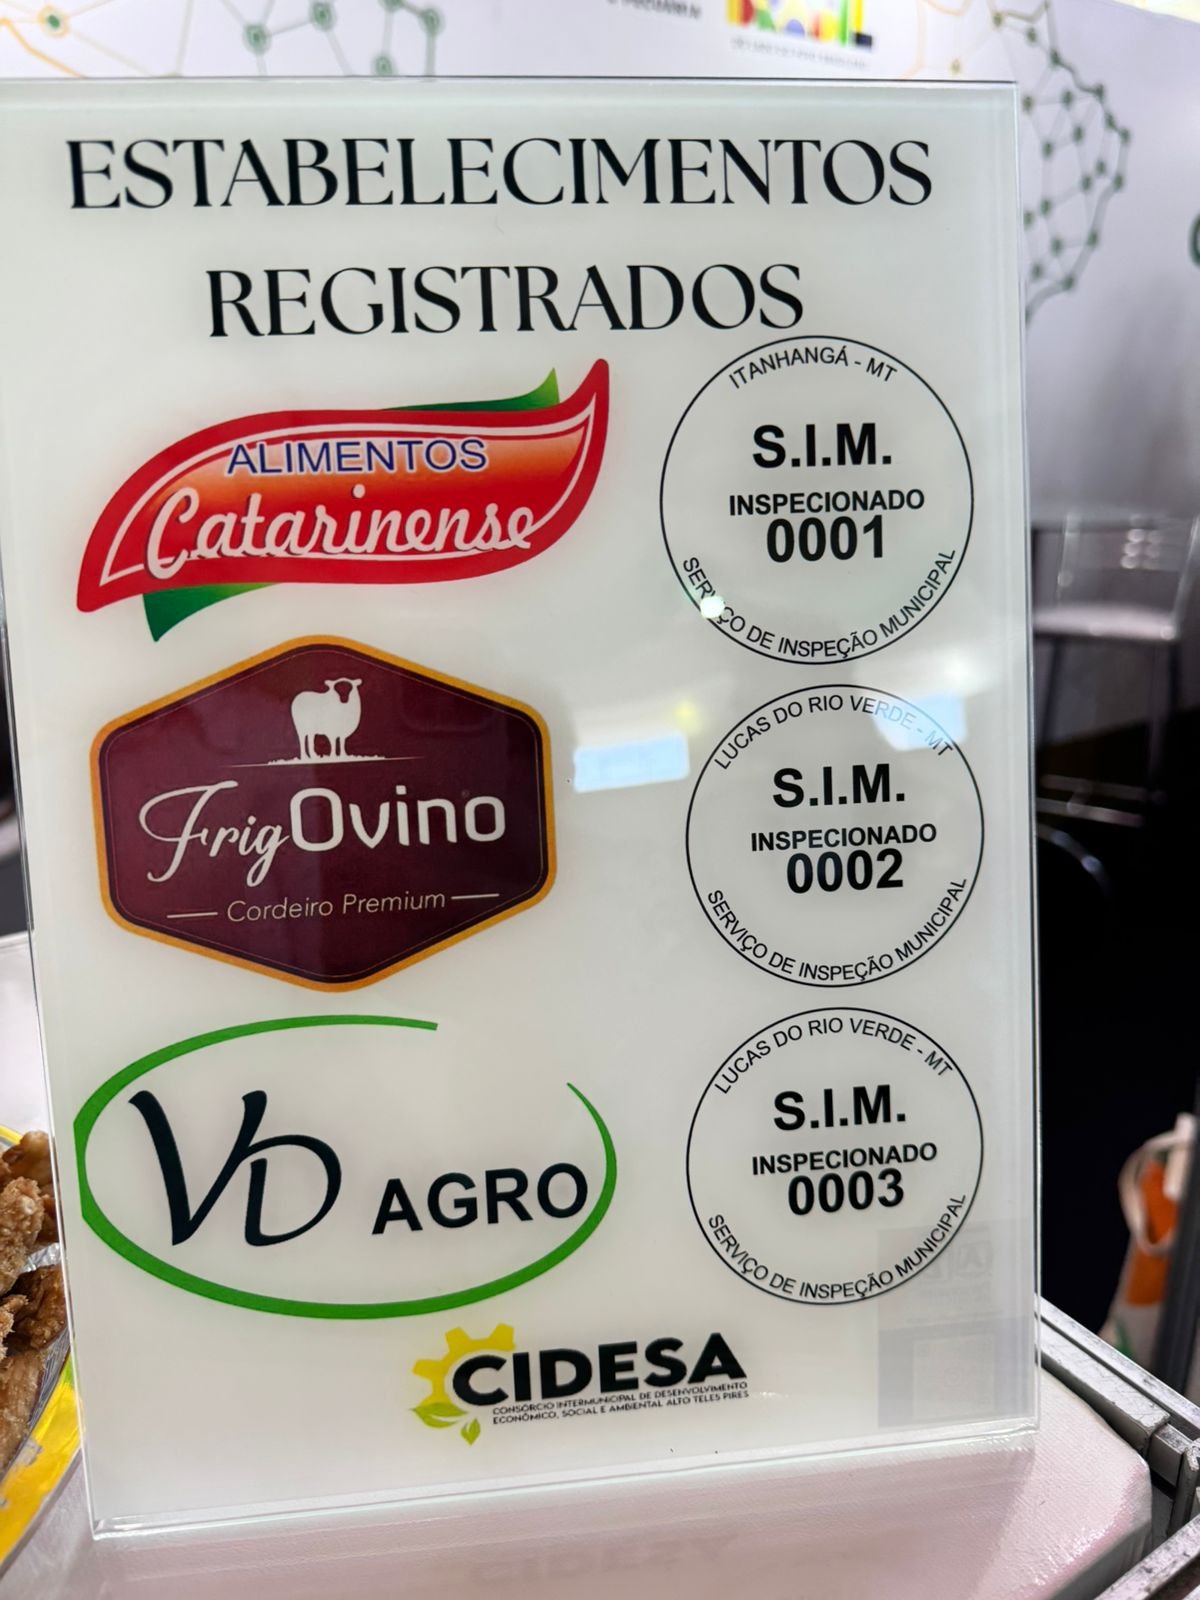 ESTABELECIMENTOS
REGISTRADOS
ALIMENTOS
Catarinense
ITANHANGÁ - MT
S.I.M.
INSPECIONADO
0001
SERVIÇO DE INSPEÇÃO MUNICIPAL
FrigOvino
Cordeiro Premium
LUCAS DO RIO VERDE - MT
S.I.M.
INSPECIONADO
0002
SERVIÇO DE INSPEÇÃO MUNICIPAL
VD AGRO
LUCAS DO RIO VERDE - MT
S.I.M.
INSPECIONADO
0003
SERVIÇO DE INSPEÇÃO MUNICIPAL
CIDESA
CONSÓRCIO INTERMUNICIPAL DE DESENVOLVIMENTO
ECONÔMICO, SOCIAL E AMBIENTAL ALTO TELES PIRES